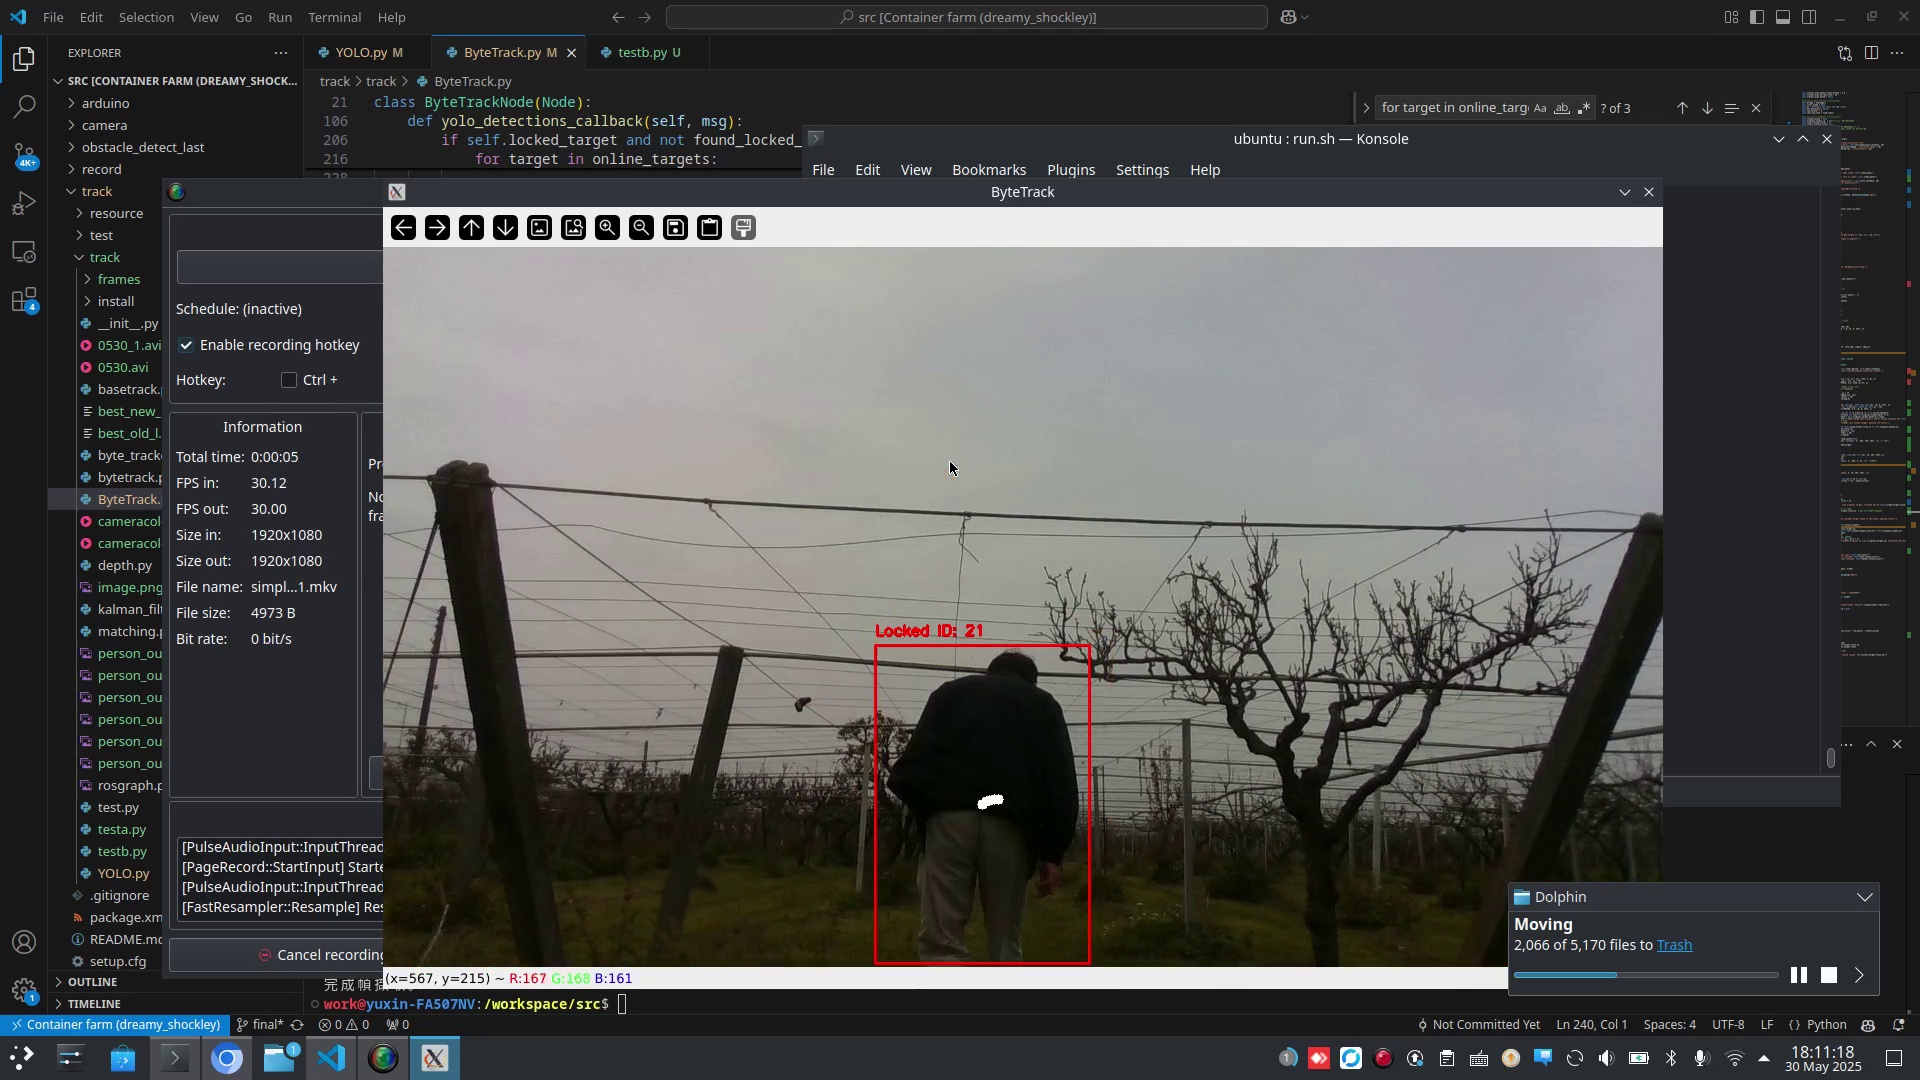 File Edit Selection View Go Run Terminal Help
src [Container farm (dreamy_shockley)]
EXPLORER
YOLO.py M
ByteTrack.py M
testb.py U
SRC [CONTAINER FARM (DREAMY_SHOCK...
track > track > ByteTrack.py
arduino
camera
obstacle_detect_last
record
track
resource
test
track
frames
install
__init__.py
0530_1.avi
0530.avi
basetrack.
best_new_
best_old_l.
byte_track
bytetrack.p
ByteTrack.
cameracol
cameracol
depth.py
image.png
kalman_filt
matching.p
person_ou
person_ou
person_ou
person_ou
person_ou
person_ou
rosgraph.p
test.py
testa.py
testb.py
YOLO.py
.gitignore
package.xm
README.md
setup.cfg
OUTLINE
TIMELINE
4K+
4
1
21 class ByteTrackNode(Node):
106 def yolo_detections_callback(self, msg):
206 if self.locked_target and not found_locked_
216 for target in online_targets:
for target in online_targ Aa ab ? of 3
ubuntu : run.sh — Konsole
File Edit View Bookmarks Plugins Settings Help
ByteTrack
Schedule: (inactive)
Enable recording hotkey
Hotkey: Ctrl +
Information
Total time: 0:00:05
FPS in: 30.12
FPS out: 30.00
Size in: 1920x1080
Size out: 1920x1080
File name: simpl...1.mkv
File size: 4973 B
Bit rate: 0 bit/s
Pr
No
fra
[PulseAudioInput::InputThread
[PageRecord::StartInput] Starte
[PulseAudioInput::InputThread
[FastResampler::Resample] Res
Cancel recording
Locked ID: 21
(x=567, y=215) ~ R:167 G:168 B:161
work@yuxin-FA507NV:/workspace/src$
Dolphin
Moving
2,066 of 5,170 files to Trash
Container farm (dreamy_shockley) final* 0 0 0
Not Committed Yet Ln 240, Col 1 Spaces: 4 UTF-8 LF {} Python
1
1
18:11:18
30 May 2025